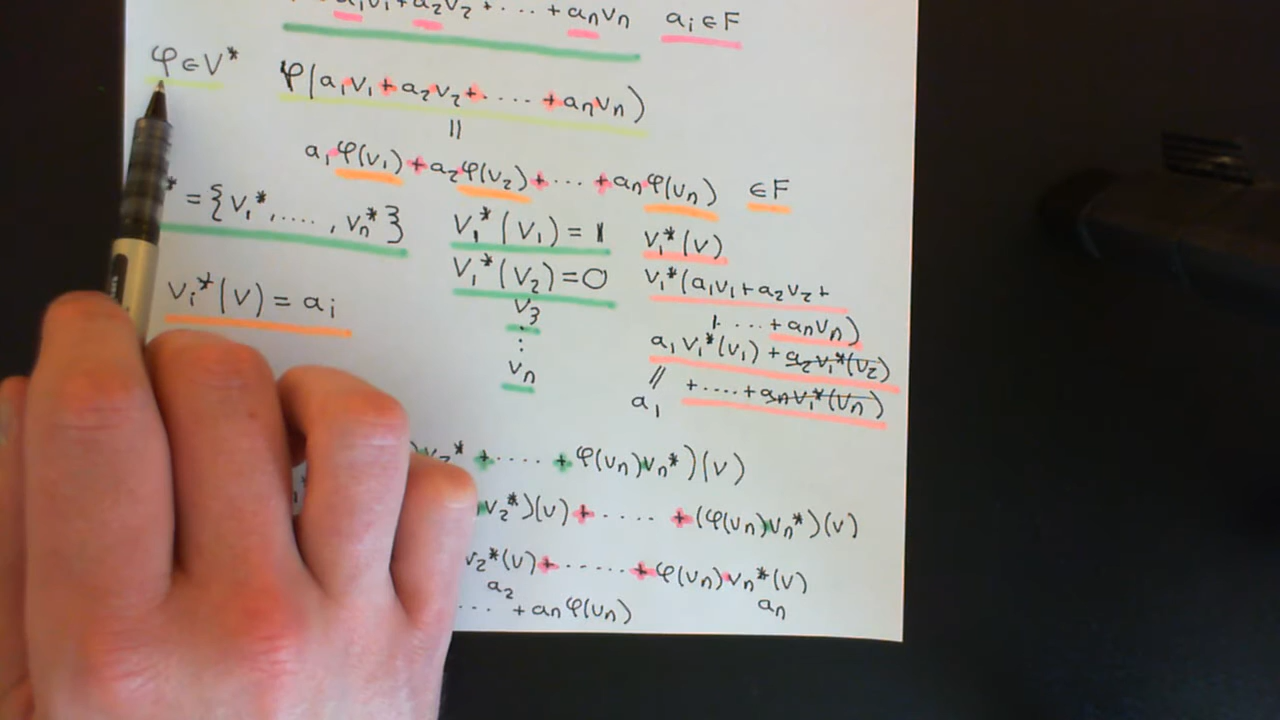 a₁v₁+a₂v₂ + .... + aₙvₙ aᵢ∈F
φ∈V* φ(a₁v₁+a₂v₂+....+aₙvₙ)
॥
a₁φ(v₁)+a₂φ(v₂)+...+aₙφ(vₙ) ∈F
* = {v₁*,....,vₙ*}
vᵢ*(v) = aᵢ
v₁*(v₁) = 1
v₁*(v₂) = 0
v₃
⋮
vₙ
v₁*(v)
v₁*(a₁v₁+a₂v₂+
+...+aₙvₙ)
a₁v₁*(v₁) + a₂v₁*(v₂)
// +....+aₙv₁*(vₙ)
a₁
)v₂* +....+ φ(vₙ)vₙ*)(v)
v₂*)(v)+.....+(φ(vₙ)vₙ*)(v)
v₂*(v)+.....+φ(vₙ)vₙ*(v)
a₂ aₙ
... + aₙφ(vₙ)